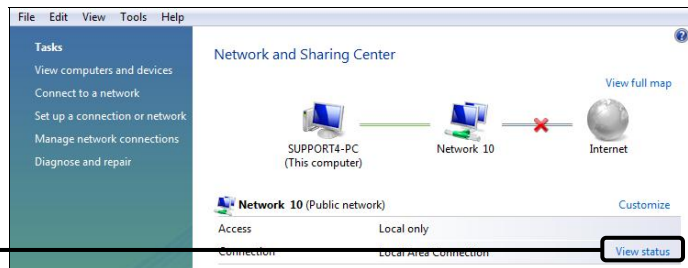 File Edit View Tools Help
Tasks
View computers and devices
Connect to a network
Set up a connection or network
Manage network connections
Diagnose and repair
Network and Sharing Center
View full map
SUPPORT4-PC
(This computer)
Network 10
Internet
Network 10 (Public network) Customize
Access Local only
Connection Local Area Connection View status